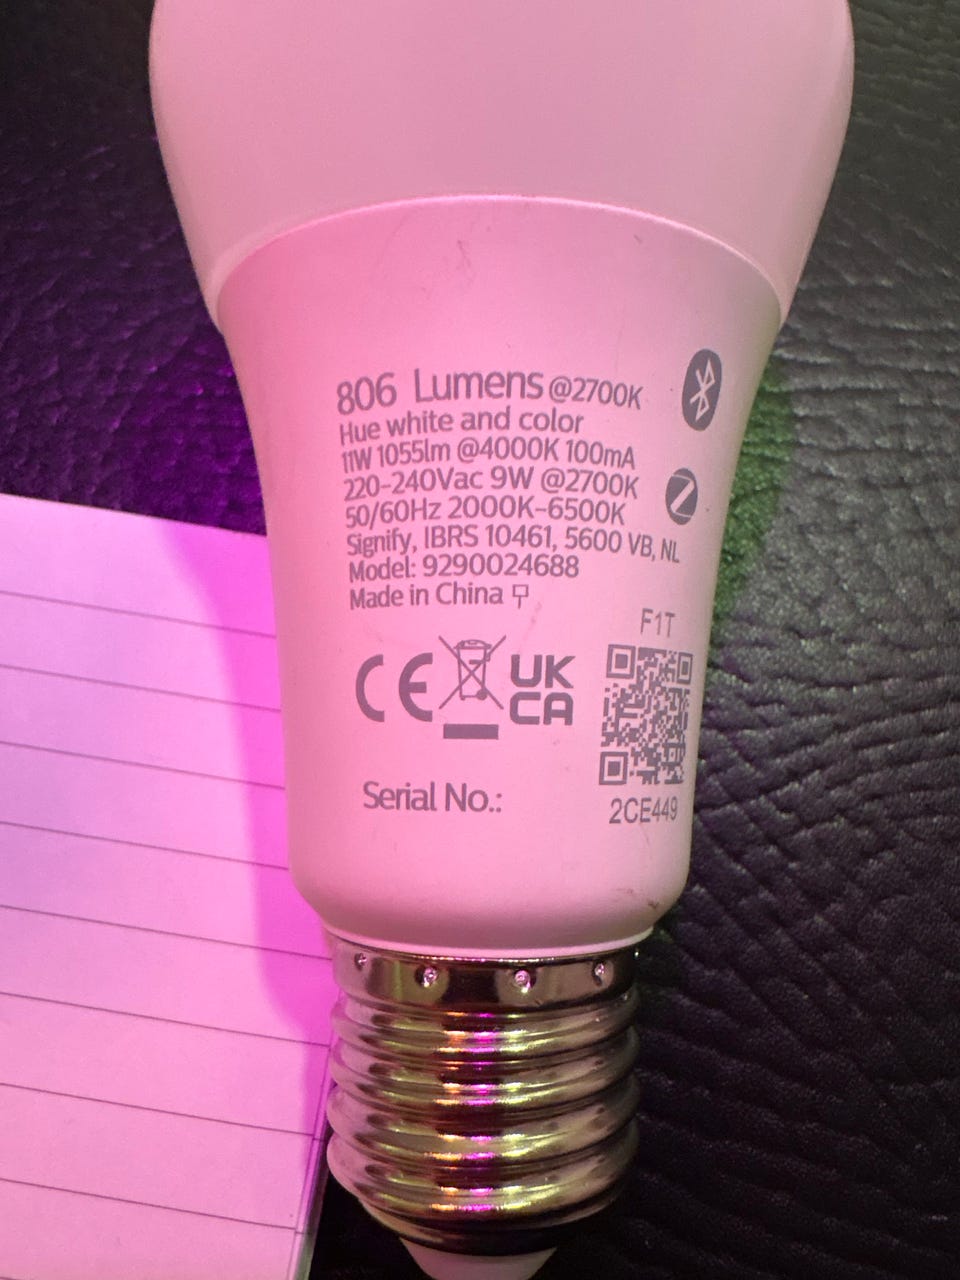 806 Lumens @2700K
Hue white and color
11W 1055lm @4000K 100mA
220-240Vac 9W @2700K
50/60Hz 2000K-6500K
Signify, IBRS 10461, 5600 VB, NL
Model: 9290024688
Made in China
F1T
CE
UK
CA
Serial No.:
2CE449